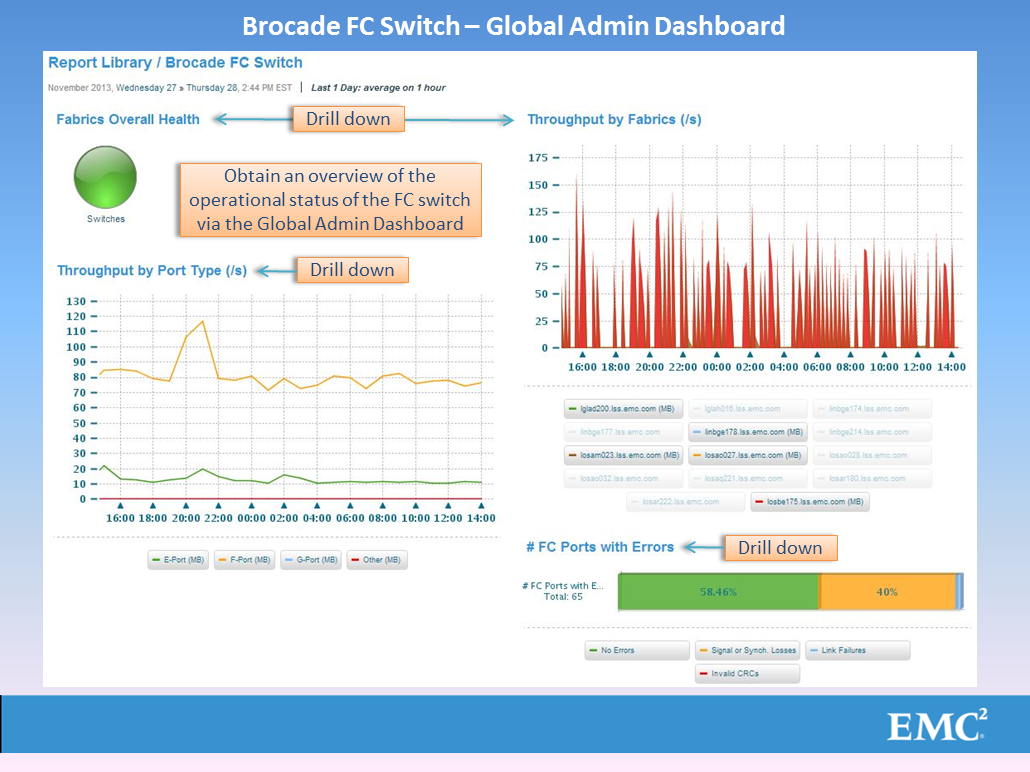 Brocade FC Switch – Global Admin Dashboard
Report Library / Brocade FC Switch
November 2013, Wednesday 27 » Thursday 28, 2:44 PM EST | Last 1 Day: average on 1 hour
Fabrics Overall Health
Drill down
Switches
Obtain an overview of the
operational status of the FC switch
via the Global Admin Dashboard
Throughput by Port Type (/s)
Drill down
130
120
110
100
90
80
70
60
50
40
30
20
10
0
16:00 18:00 20:00 22:00 00:00 02:00 04:00 06:00 08:00 10:00 12:00 14:00
E-Port (MB) F-Port (MB) G-Port (MB) Other (MB)
Throughput by Fabrics (/s)
175
150
125
100
75
50
25
0
16:00 18:00 20:00 22:00 00:00 02:00 04:00 06:00 08:00 10:00 12:00 14:00
lglad200.lss.emc.com (MB) lglah016.lss.emc.com linbge174.lss.emc.com
linbge177.lss.emc.com linbge178.lss.emc.com (MB) linbge214.lss.emc.com
losam023.lss.emc.com (MB) losao027.lss.emc.com (MB) losao028.lss.emc.com
losao032.lss.emc.com losaq221.lss.emc.com losar180.lss.emc.com
losar222.lss.emc.com losbe175.lss.emc.com (MB)
# FC Ports with Errors
Drill down
# FC Ports with E...
Total: 65
58.46% 40%
No Errors Signal or Synch. Losses Link Failures
Invalid CRCs
EMC²